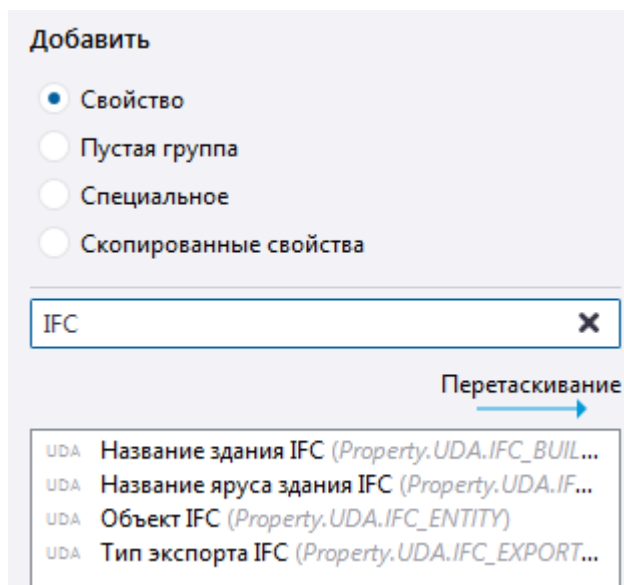 Добавить
Свойство
Пустая группа
Специальное
Скопированные свойства
IFC
Перетаскивание
UDA Название здания IFC (Property.UDA.IFC_BUIL...
UDA Название яруса здания IFC (Property.UDA.IF...
UDA Объект IFC (Property.UDA.IFC_ENTITY)
UDA Тип экспорта IFC (Property.UDA.IFC_EXPORT...